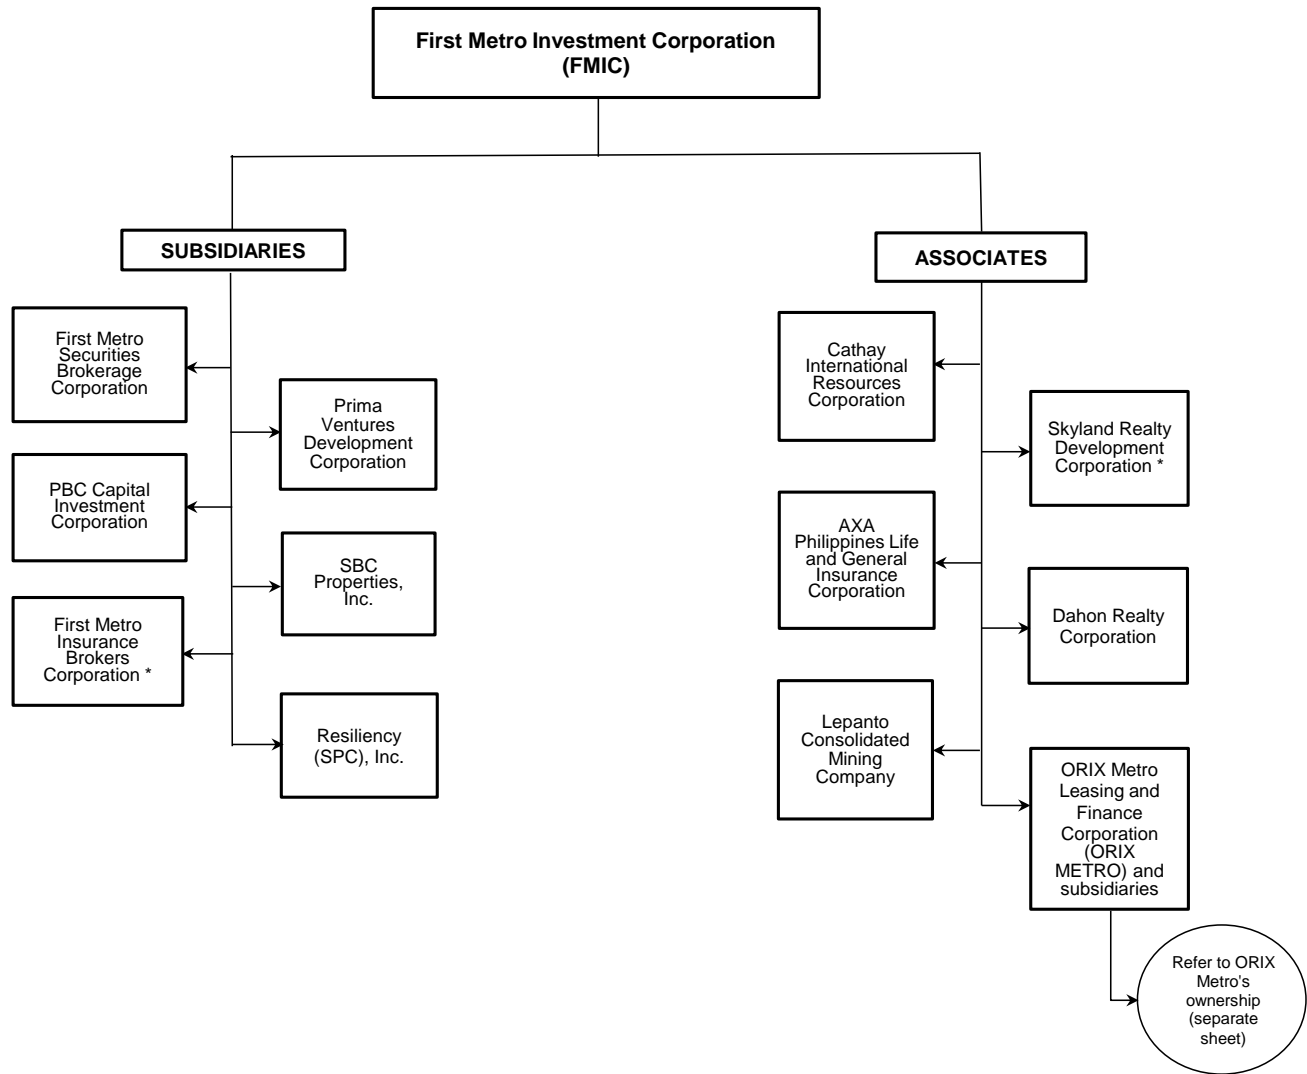 First Metro Investment Corporation
(FMIC)
SUBSIDIARIES
First Metro
Securities
Brokerage
Corporation
Prima
Ventures
Development
Corporation
PBC Capital
Investment
Corporation
SBC
Properties,
Inc.
First Metro
Insurance
Brokers
Corporation *
Resiliency
(SPC), Inc.
ASSOCIATES
Cathay
International
Resources
Corporation
Skyland Realty
Development
Corporation *
AXA
Philippines Life
and General
Insurance
Corporation
Dahon Realty
Corporation
Lepanto
Consolidated
Mining
Company
ORIX Metro
Leasing and
Finance
Corporation
(ORIX
METRO) and
subsidiaries
Refer to ORIX
Metro's
ownership
(separate
sheet)